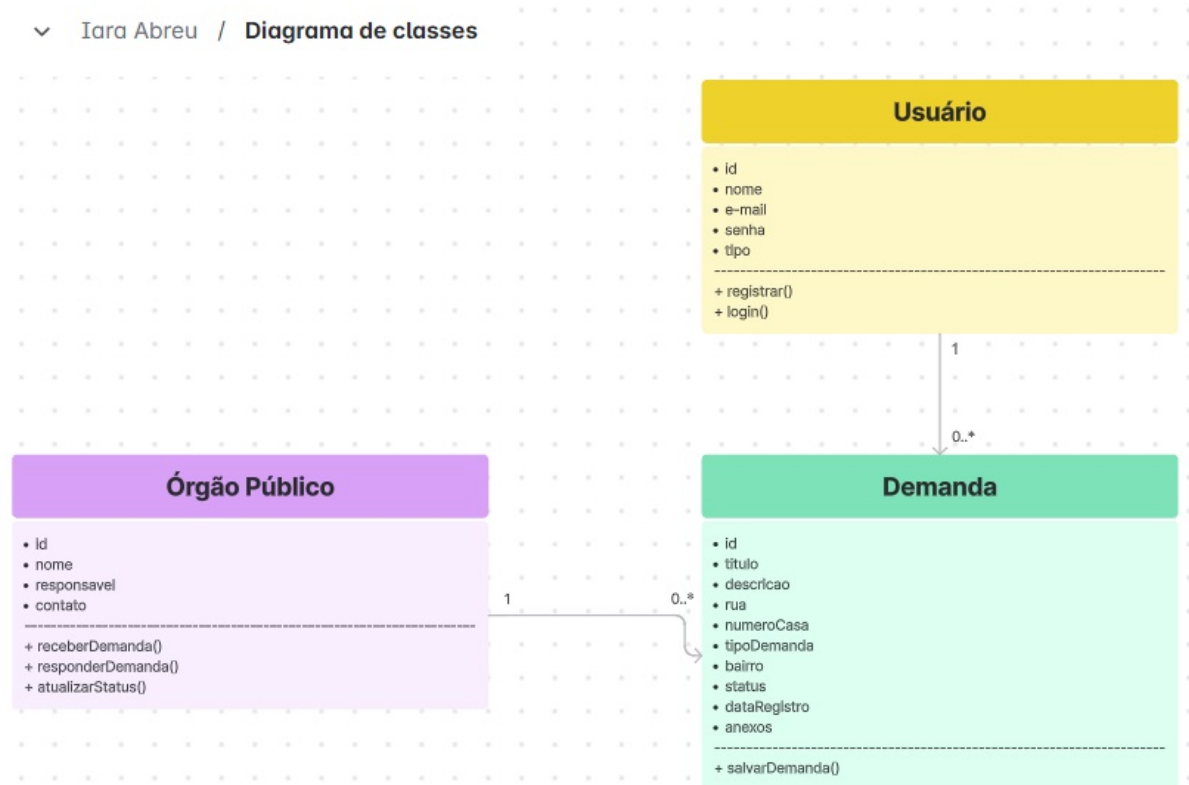 Iara Abreu / Diagrama de classes
Usuário
• id
• nome
• e-mail
• senha
• tipo
+ registrar()
+ login()
1
0..*
Órgão Público
• id
• nome
• responsavel
• contato
+ receberDemanda()
+ responderDemanda()
+ atualizarStatus()
1
0..*
Demanda
• id
• titulo
• descricao
• rua
• numeroCasa
• tipoDemanda
• bairro
• status
• dataRegistro
• anexos
+ salvarDemanda()